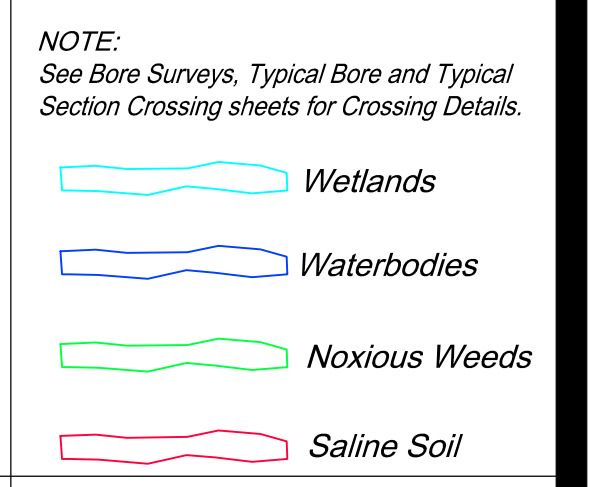 NOTE:
See Bore Surveys, Typical Bore and Typical
Section Crossing sheets for Crossing Details.
Wetlands
Waterbodies
Noxious Weeds
Saline Soil